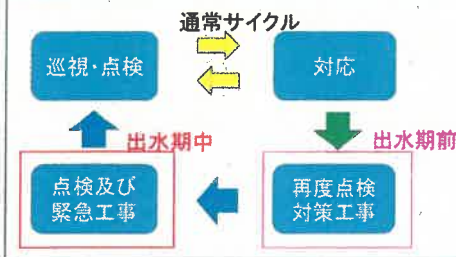 通常サイクル
巡視・点検
対応
出水期中
出水期前
点検及び
緊急工事
再度点検
対策工事